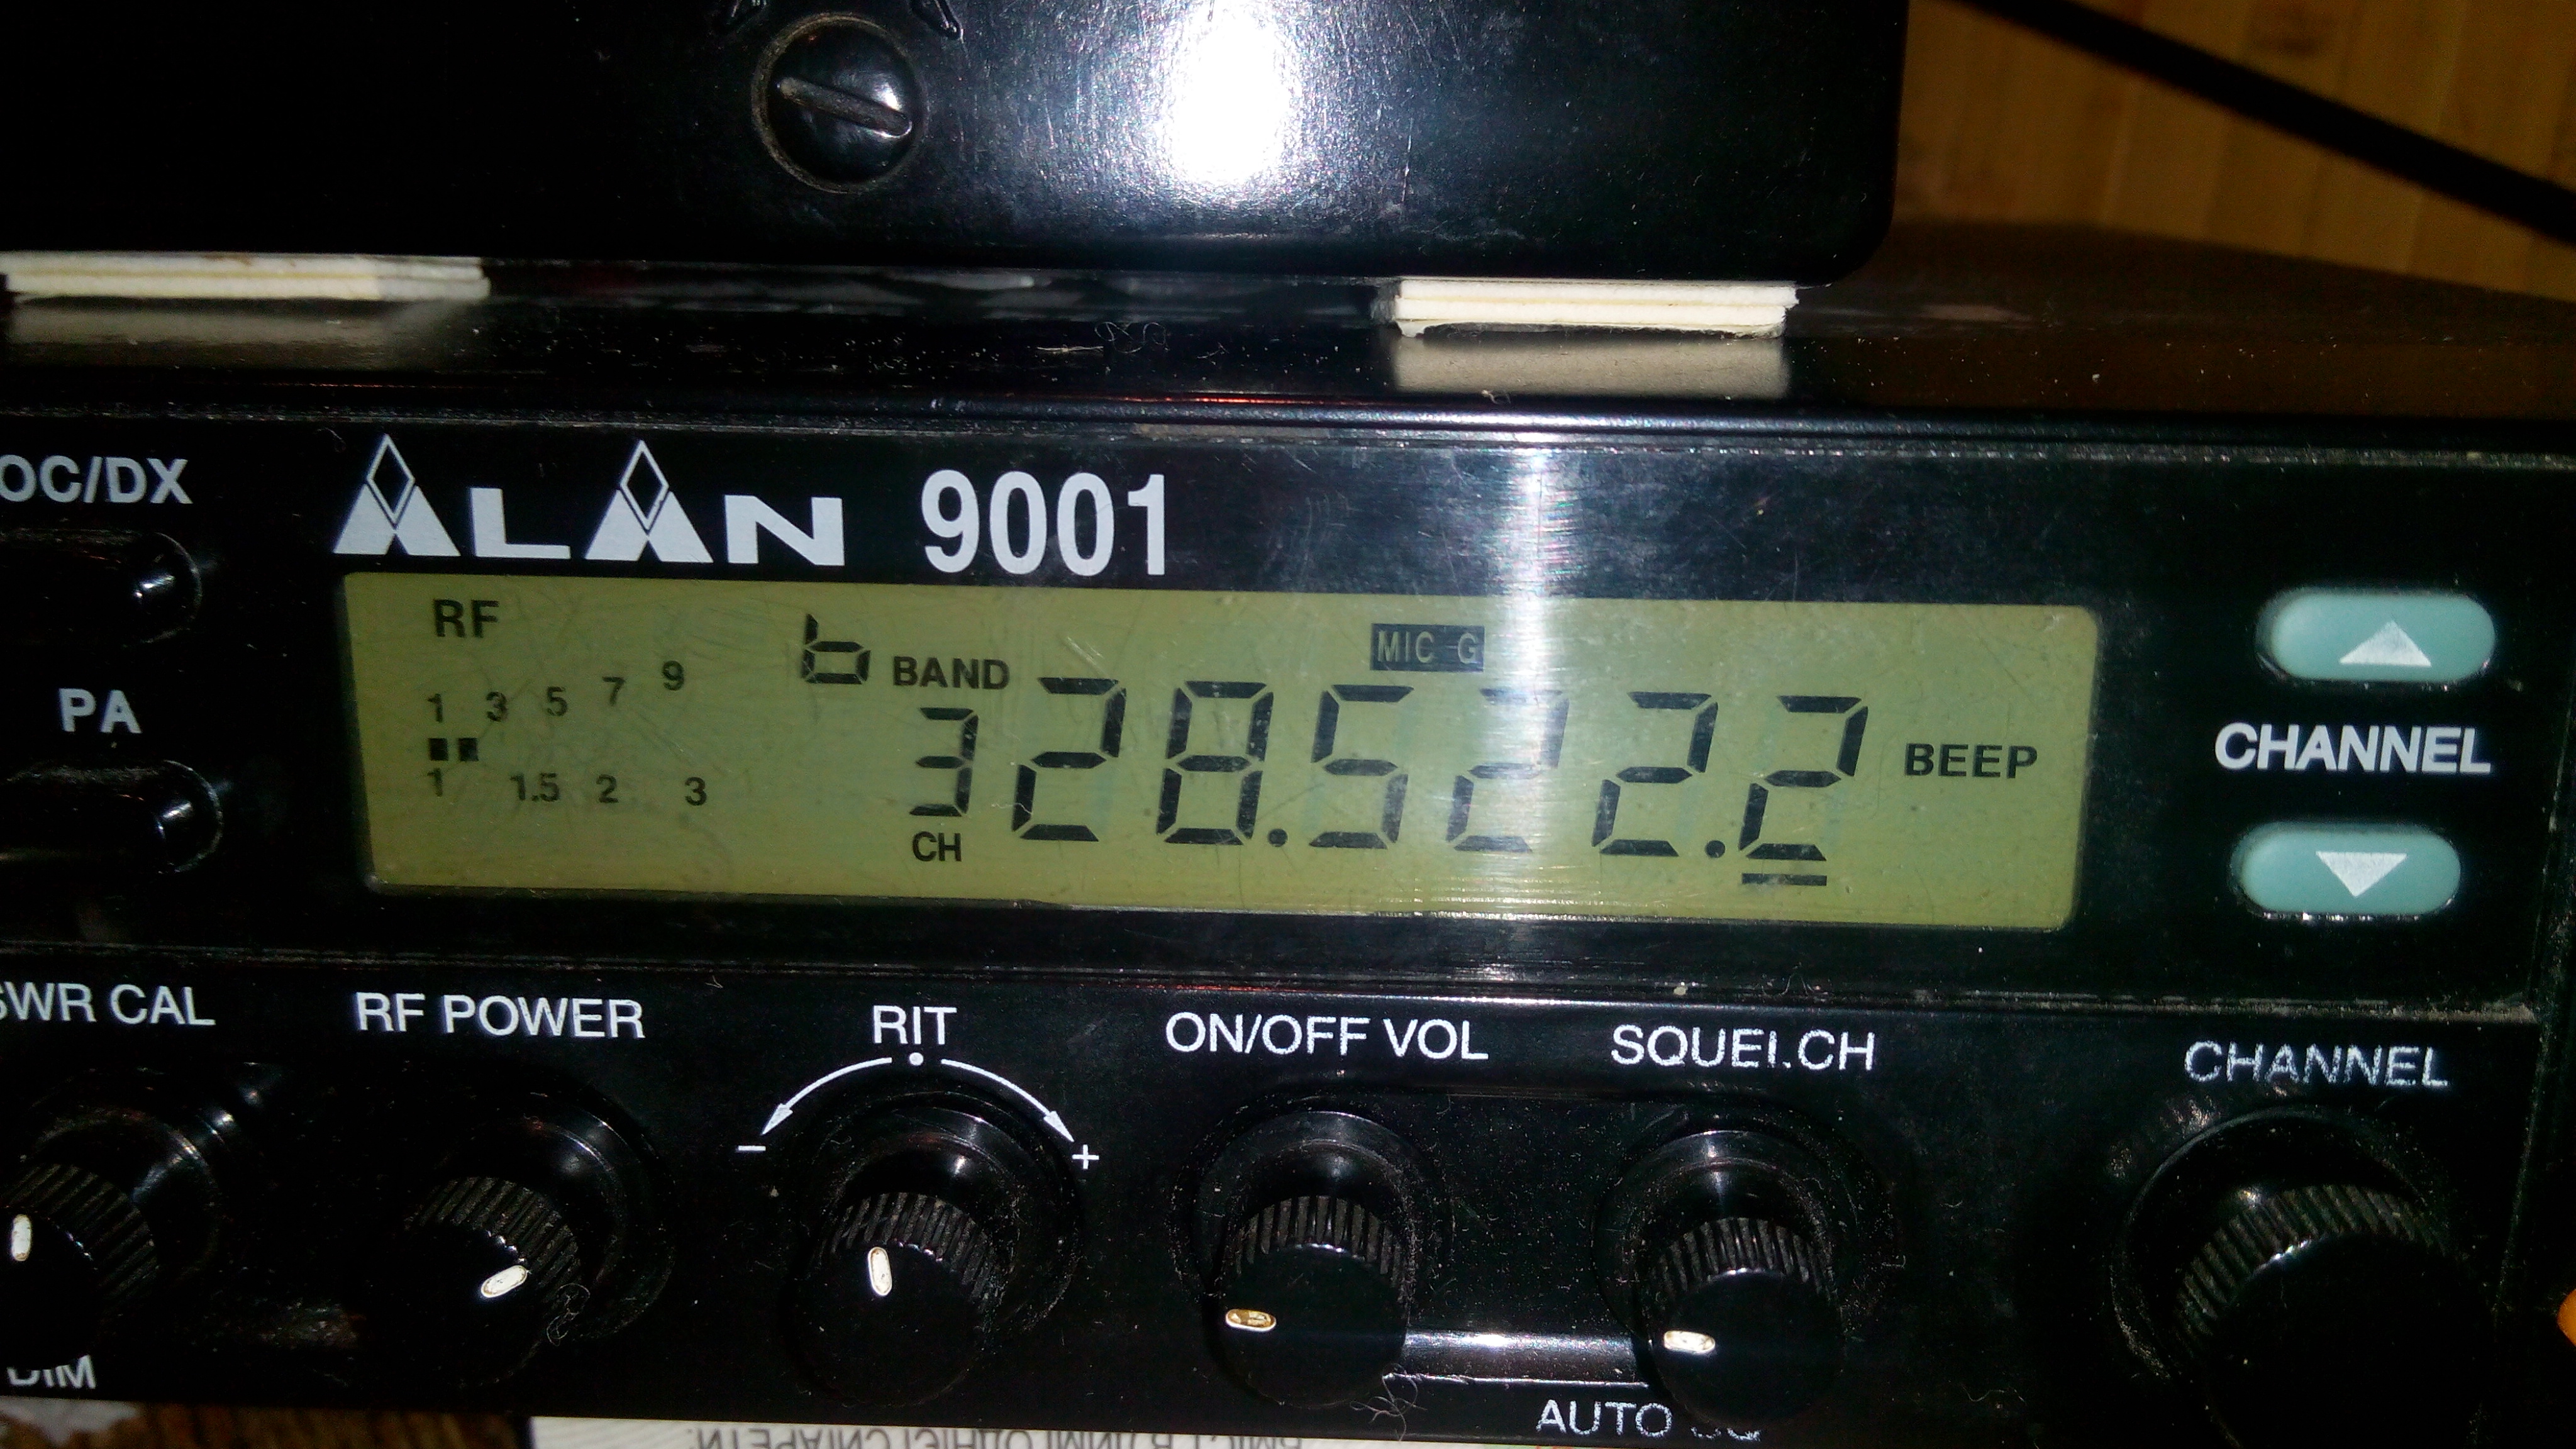 OC/DX
ALAN 9001
RF
b BAND
MIC G
1 3 5 7 9
PA
3 28.522.2
BEEP
CHANNEL
1 1.5 2 3
CH
SWR CAL
RF POWER
RIT
ON/OFF VOL
SQUELCH
CHANNEL
- +
DIM
AUTO SQ